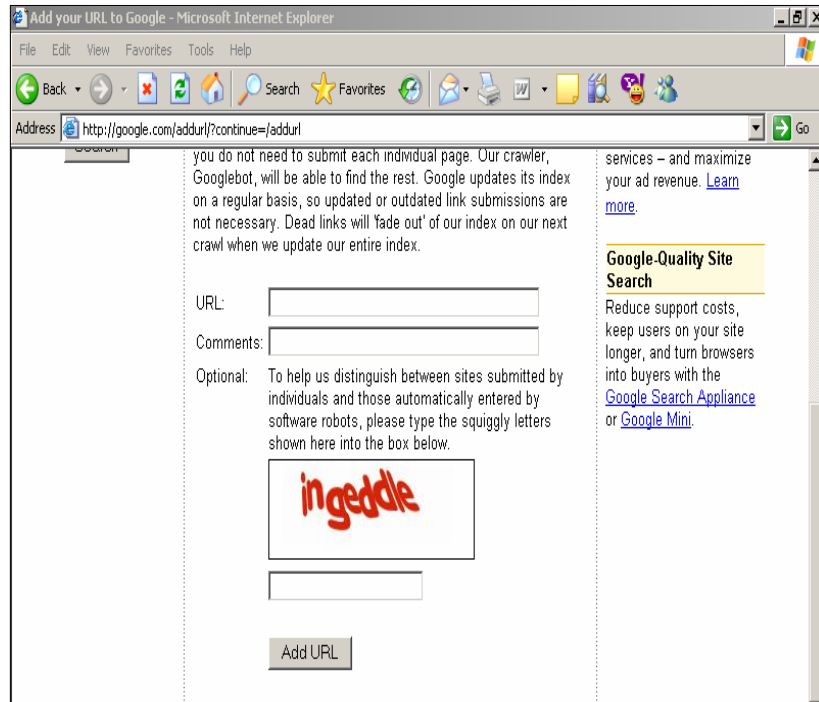 Add your URL to Google - Microsoft Internet Explorer
File Edit View Favorites Tools Help
Back Search Favorites
Address http://google.com/addurl/?continue=/addurl Go
Search
you do not need to submit each individual page. Our crawler,
Googlebot, will be able to find the rest. Google updates its index
on a regular basis, so updated or outdated link submissions are
not necessary. Dead links will 'fade out' of our index on our next
crawl when we update our entire index.
URL:
Comments:
Optional: To help us distinguish between sites submitted by
individuals and those automatically entered by
software robots, please type the squiggly letters
shown here into the box below.
ingeddle
Add URL
services – and maximize
your ad revenue. Learn
more.
Google-Quality Site
Search
Reduce support costs,
keep users on your site
longer, and turn browsers
into buyers with the
Google Search Appliance
or Google Mini.